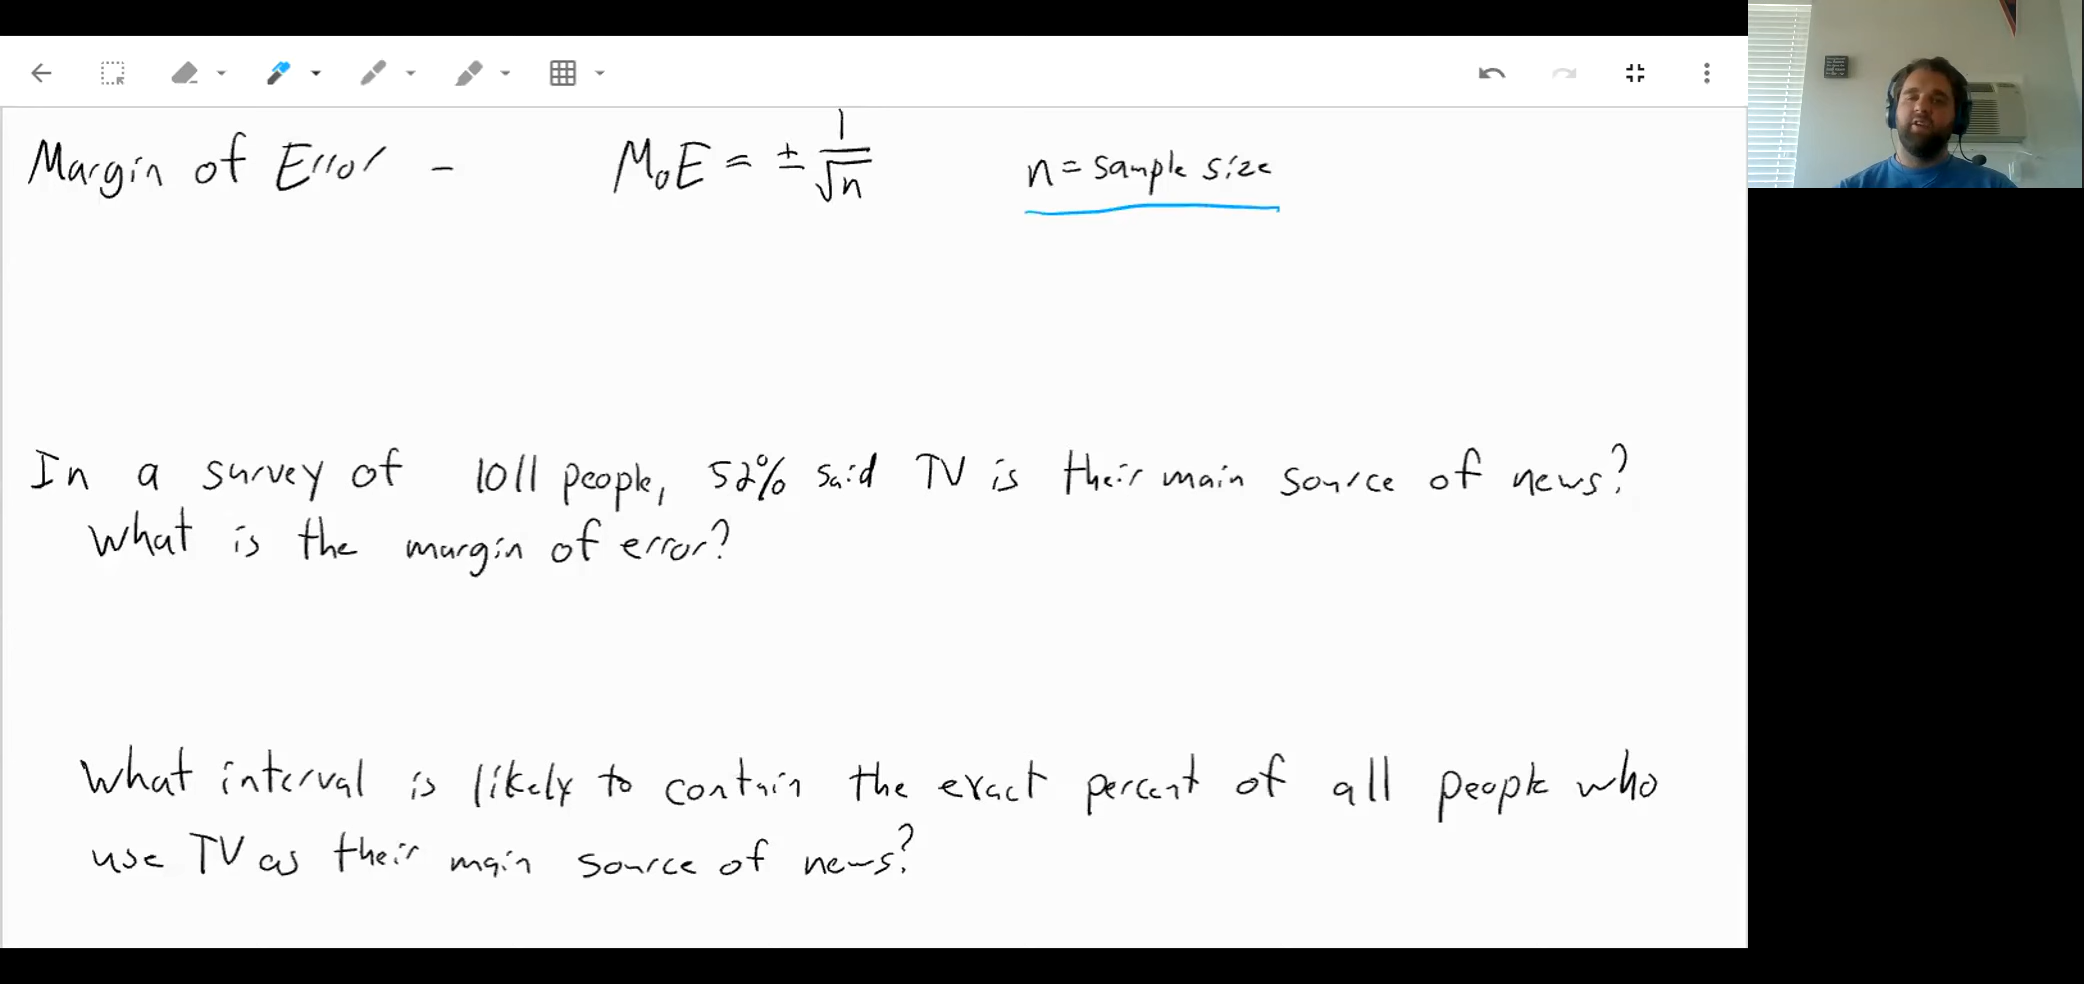 Margin of Error - MoE = ± 1/√n n = sample size
In a survey of 1011 people, 52% said TV is their main source of news?
What is the margin of error?
What interval is likely to contain the exact percent of all people who
use TV as their main source of news?